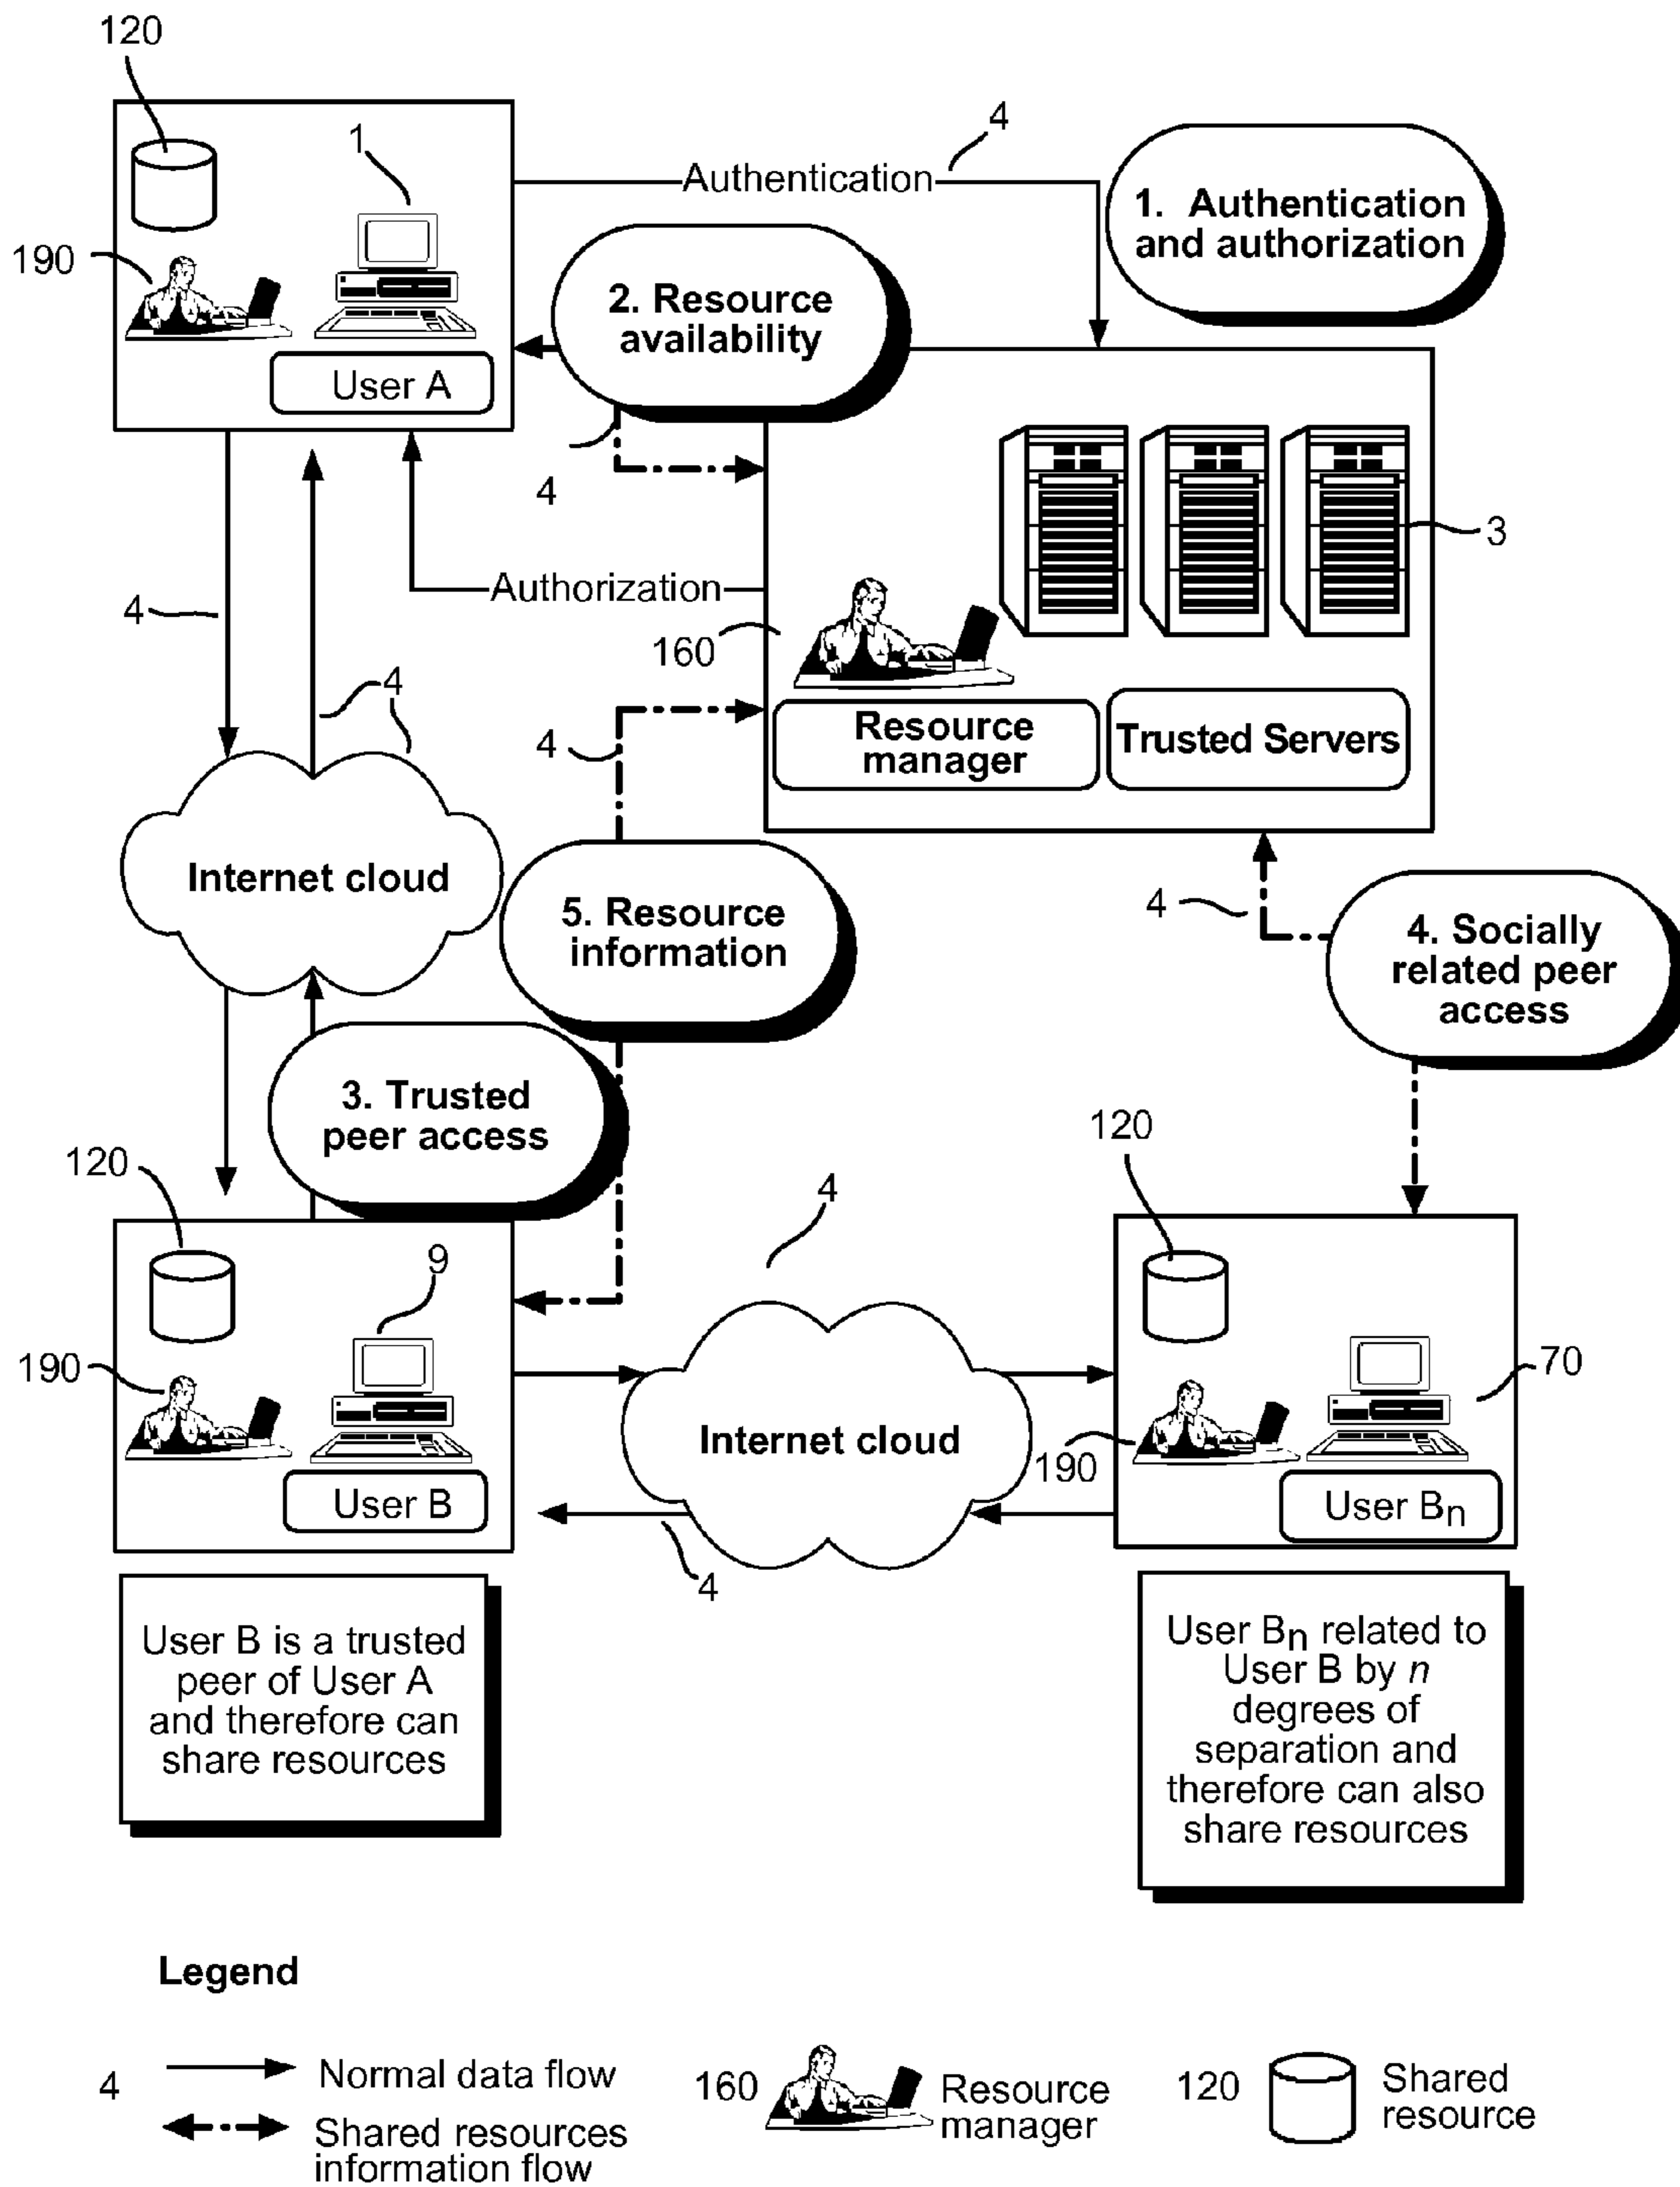 120
1
4
Authentication
1. Authentication
and authorization
190
2. Resource
availability
User A
4
3
Authorization
4
160
4
Resource
manager
Trusted Servers
4
Internet cloud
5. Resource
information
4
4. Socially
related peer
access
3. Trusted
peer access
120
120
4
9
190
70
Internet cloud
190
User B
User Bn
4
User B is a trusted
peer of User A
and therefore can
share resources
User Bn related to
User B by n
degrees of
separation and
therefore can also
share resources
Legend
4
Normal data flow
Shared resources
information flow
160
Resource
manager
120
Shared
resource